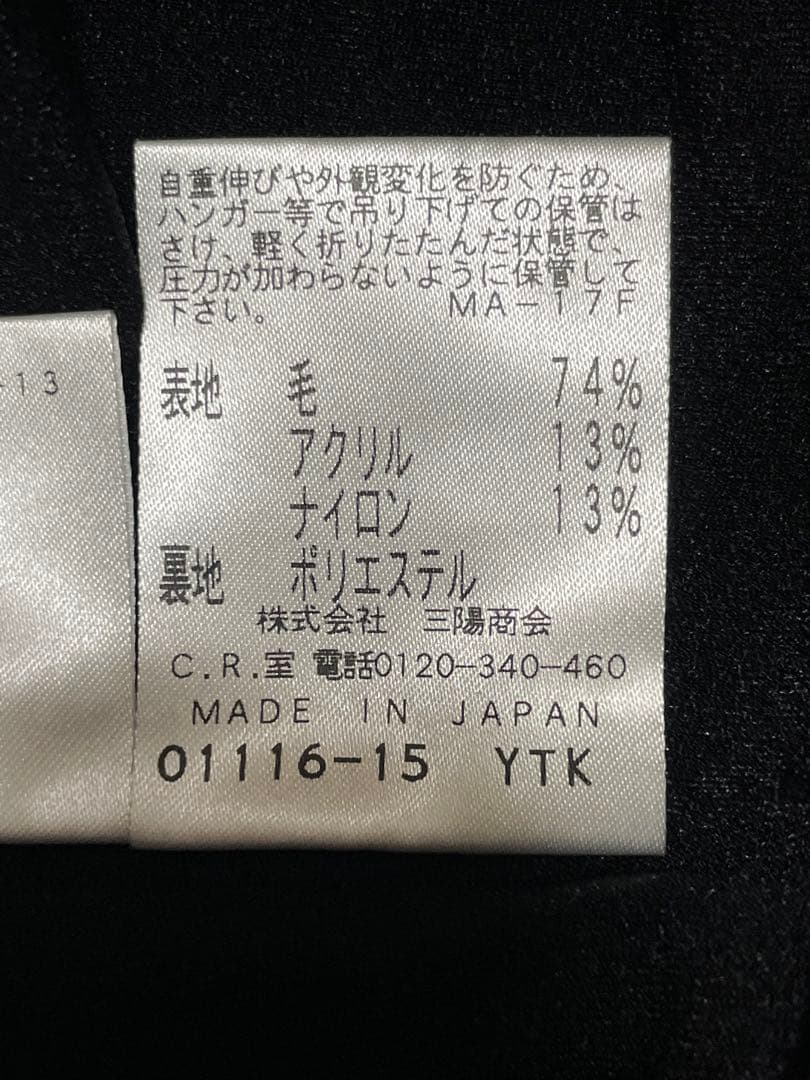 自重伸びや外観変化を防ぐため、
ハンガー等で吊り下げての保管は
さけ、軽く折りたたんだ状態で、
圧力が加わらないように保管して
下さい。 MA-17F
表地 毛 74%
アクリル 13%
ナイロン 13%
裏地 ポリエステル
株式会社 三陽商会
C.R.室 電話0120-340-460
MADE IN JAPAN
01116-15 YTK
-13